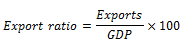 Export ratio = Exports / GDP × 100